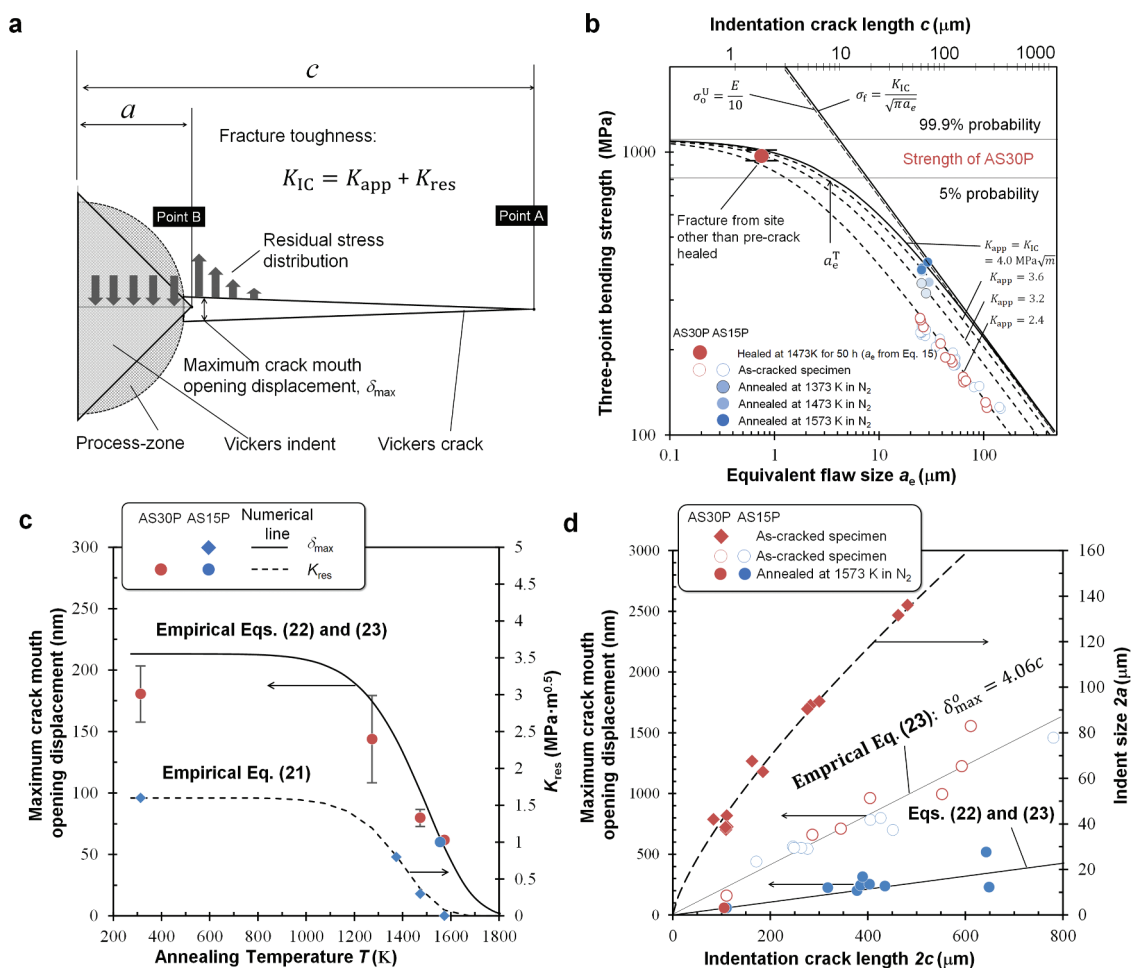 a
c
a
Fracture toughness:
K_IC = K_app + K_res
Point B
Point A
Residual stress
distribution
Maximum crack mouth
opening displacement, δ_max
Process-zone
Vickers indent
Vickers crack
b
Indentation crack length c (μm)
1 10 100 1000
σ_o^U = E/10
σ_f = K_IC/√(πa_e)
99.9% probability
Strength of AS30P
5% probability
Three-point bending strength (MPa)
1000
100
Fracture from site
other than pre-crack
healed
a_e^T
K_app = K_IC
= 4.0 MPa√m
K_app = 3.6
K_app = 3.2
K_app = 2.4
AS30P AS15P
Healed at 1473K for 50 h (a_e from Eq. 15)
As-cracked specimen
Annealed at 1373 K in N₂
Annealed at 1473 K in N₂
Annealed at 1573 K in N₂
0.1 1 10 100
Equivalent flaw size a_e (μm)
c
AS30P AS15P Numerical
line
δ_max
K_res
Maximum crack mouth
opening displacement (nm)
300
250
200
150
100
50
0
Empirical Eqs. (22) and (23)
Empirical Eq. (21)
5
4.5
4
3.5
3
2.5
2
1.5
1
0.5
0
K_res (MPa·m^0.5)
200 400 600 800 1000 1200 1400 1600 1800
Annealing Temperature T (K)
d
AS30P AS15P
As-cracked specimen
As-cracked specimen
Annealed at 1573 K in N₂
Maximum crack mouth
opening displacement (nm)
3000
2500
2000
1500
1000
500
0
Emprical Eq. (23): δ_max^o = 4.06c
Eqs. (22) and (23)
160
140
120
100
80
60
40
20
0
Indent size 2a (μm)
0 200 400 600 800
Indentation crack length 2c (μm)